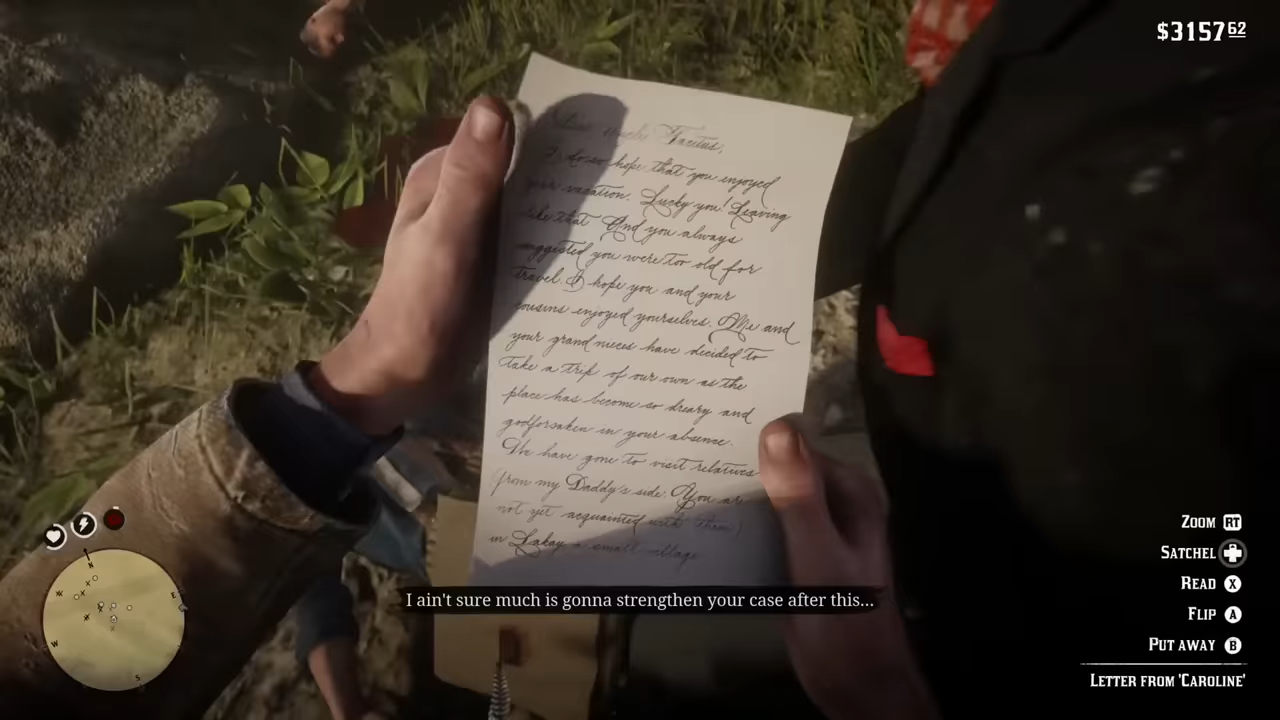 $3157 62
Dear Uncle Tacitus,
I do so hope that you enjoyed
your vacation. Lucky you! Leaving
like that And you always
suggested you were too old for
travel. I hope you and your
cousins enjoyed yourselves. Me and
your grand nieces have decided to
take a trip of our own as the
place has become so dreary and
godforsaken in your absence.
We have gone to visit relatives
from my Daddy's side. (You ar
not yet acquainted with them)
in Lakay a small village
I ain't sure much is gonna strengthen your case after this...
N
E
W
S
ZOOM RT
SATCHEL
READ X
FLIP A
PUT AWAY B
LETTER FROM 'CAROLINE'